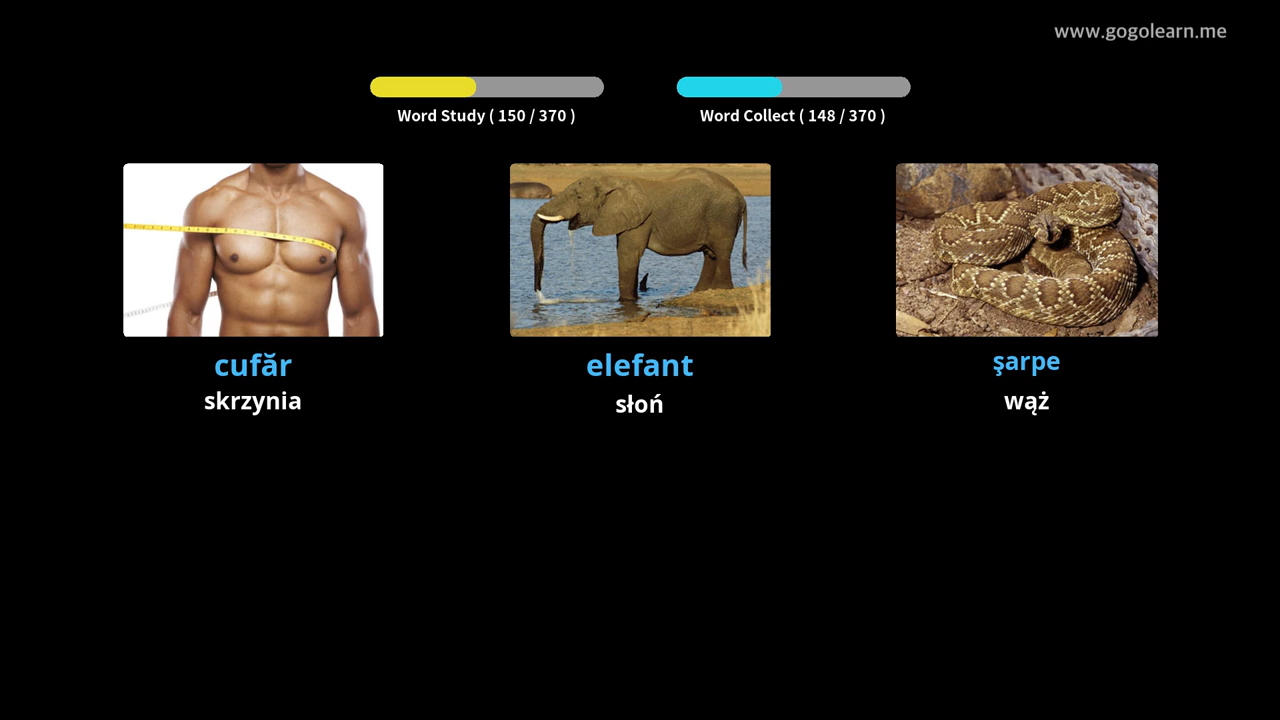 www.gogolearn.me
Word Study ( 150 / 370 )
Word Collect ( 148 / 370 )
cufăr
skrzynia
elefant
słoń
şarpe
wąż